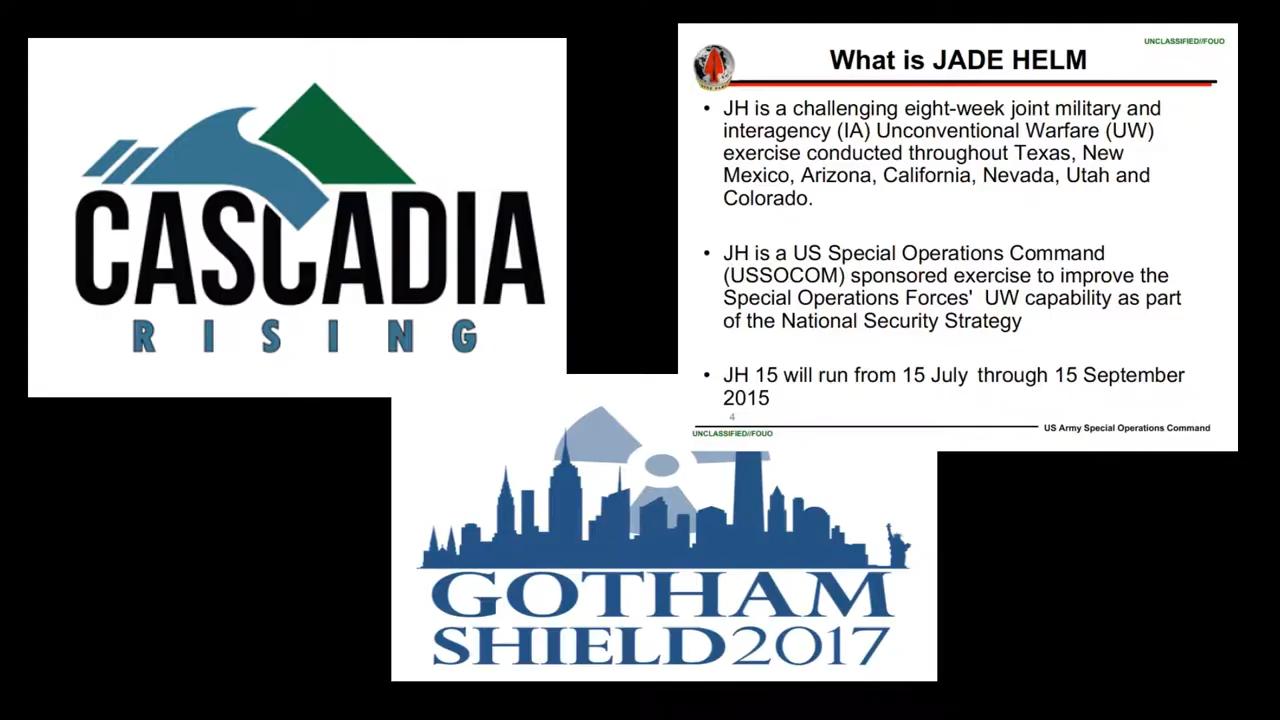 CASCADIA
RISING
UNCLASSIFIED//FOUO
What is JADE HELM
• JH is a challenging eight-week joint military and
interagency (IA) Unconventional Warfare (UW)
exercise conducted throughout Texas, New
Mexico, Arizona, California, Nevada, Utah and
Colorado.
• JH is a US Special Operations Command
(USSOCOM) sponsored exercise to improve the
Special Operations Forces' UW capability as part
of the National Security Strategy
• JH 15 will run from 15 July through 15 September
2015
4
US Army Special Operations Command
UNCLASSIFIED//FOUO
GOTHAM
SHIELD2017